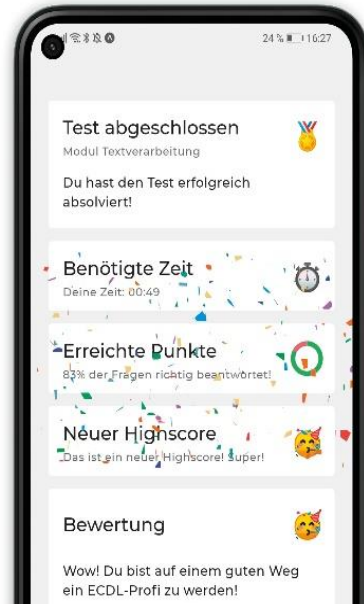 24 % 16:27
Test abgeschlossen
Modul Textverarbeitung
Du hast den Test erfolgreich
absolviert!
Benötigte Zeit
Deine Zeit: 00:49
Erreichte Punkte
83% der Fragen richtig beantwortet!
Neuer Highscore
Das ist ein neuer Highscore! Super!
Bewertung
Wow! Du bist auf einem guten Weg
ein ECDL-Profi zu werden!